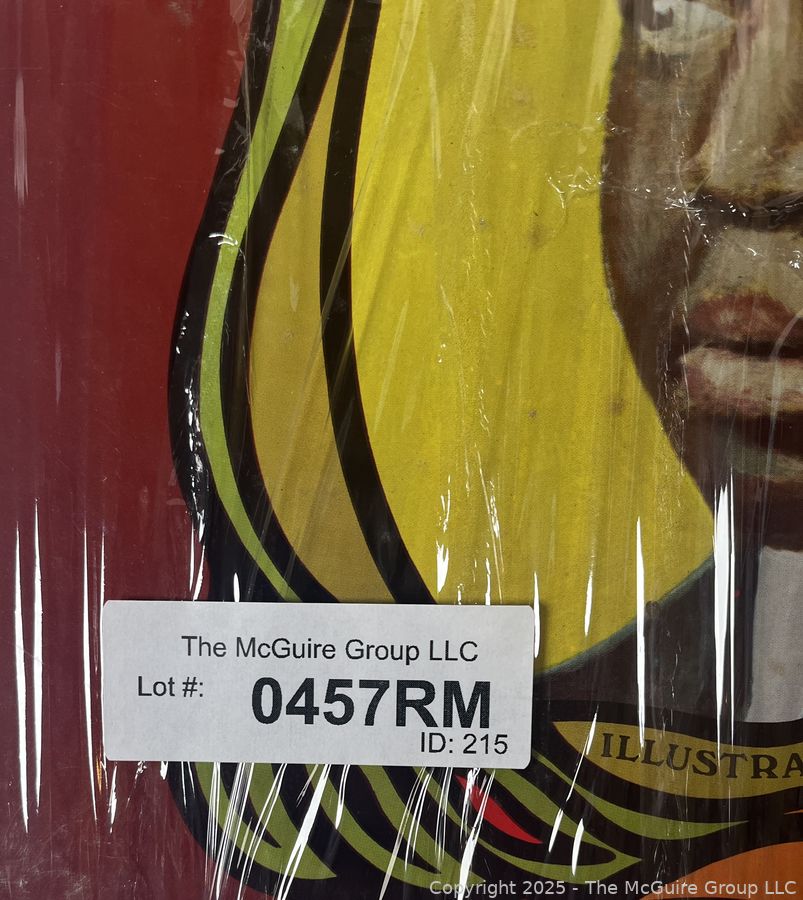 The McGuire Group LLC
Lot #: 0457RM
ID: 215
ILLUSTRA
Copyright 2025 - The McGuire Group LLC